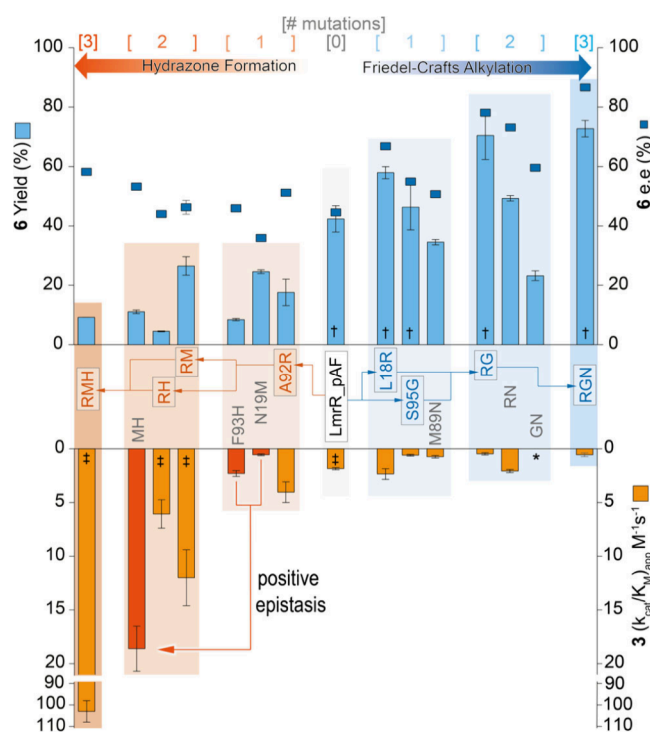 [# mutations]
[3] [ 2 ] [ 1 ] [0] [ 1 ] [ 2 ] [3]
Hydrazone Formation Friedel-Crafts Alkylation
6 Yield (%)
100
80
60
40
20
0
† † † † †
100
80
60
40
20
0
6 e.e (%)
RMH
MH
RH
RM
F93H
N19M
A92R
LmrR_pAF
L18R
S95G
M89N
RG
RN
GN
RGN
0
5
10
15
20
90
100
110
‡ ‡ ‡ ‡ *
positive
epistasis
0
5
10
15
20
90
100
110
3 (kcat/KM)app M⁻¹s⁻¹